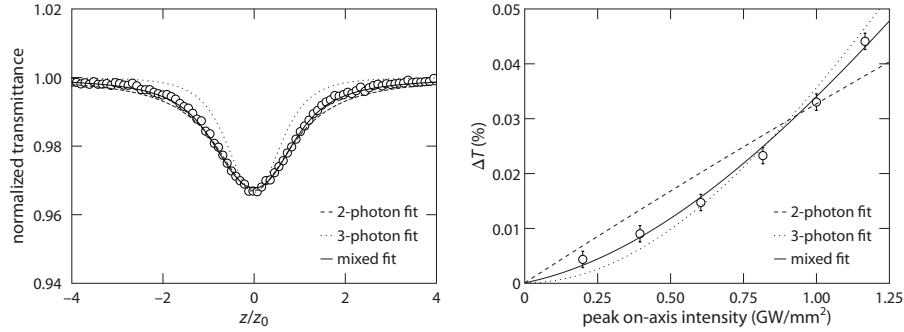 1.02
1.00
0.98
0.96
0.94
normalized transmittance
2-photon fit
3-photon fit
mixed fit
−4
−2
0
2
4
z/z0
0.05
0.04
0.03
0.02
0.01
0
ΔT (%)
2-photon fit
3-photon fit
mixed fit
0
0.25
0.50
0.75
1.00
1.25
peak on-axis intensity (GW/mm²)